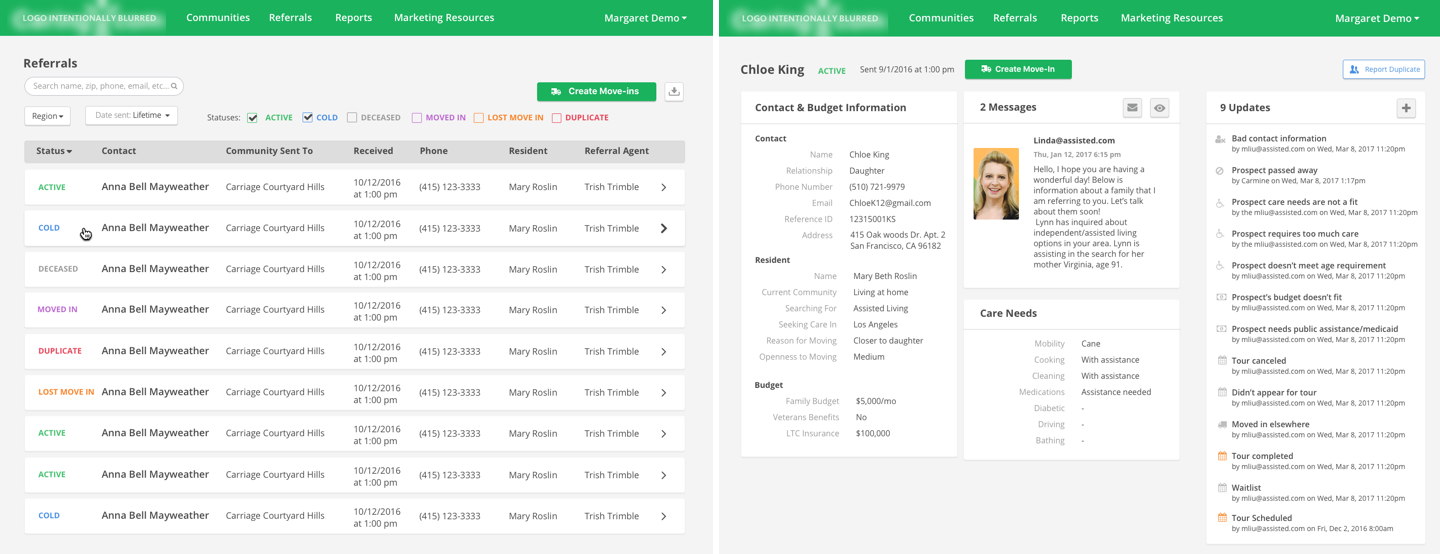 LOGO INTENTIONALLY BLURRED Communities Referrals Reports Marketing Resources Margaret Demo
Referrals
Search name, zip, phone, email, etc...
Create Move-ins
Region
Date sent: Lifetime
Statuses: ACTIVE COLD DECEASED MOVED IN LOST MOVE IN DUPLICATE
Status Contact Community Sent To Received Phone Resident Referral Agent
ACTIVE Anna Bell Mayweather Carriage Courtyard Hills 10/12/2016 at 1:00 pm (415) 123-3333 Mary Roslin Trish Trimble
COLD Anna Bell Mayweather Carriage Courtyard Hills 10/12/2016 at 1:00 pm (415) 123-3333 Mary Roslin Trish Trimble
DECEASED Anna Bell Mayweather Carriage Courtyard Hills 10/12/2016 at 1:00 pm (415) 123-3333 Mary Roslin Trish Trimble
MOVED IN Anna Bell Mayweather Carriage Courtyard Hills 10/12/2016 at 1:00 pm (415) 123-3333 Mary Roslin Trish Trimble
DUPLICATE Anna Bell Mayweather Carriage Courtyard Hills 10/12/2016 at 1:00 pm (415) 123-3333 Mary Roslin Trish Trimble
LOST MOVE IN Anna Bell Mayweather Carriage Courtyard Hills 10/12/2016 at 1:00 pm (415) 123-3333 Mary Roslin Trish Trimble
ACTIVE Anna Bell Mayweather Carriage Courtyard Hills 10/12/2016 at 1:00 pm (415) 123-3333 Mary Roslin Trish Trimble
ACTIVE Anna Bell Mayweather Carriage Courtyard Hills 10/12/2016 at 1:00 pm (415) 123-3333 Mary Roslin Trish Trimble
COLD Anna Bell Mayweather Carriage Courtyard Hills 10/12/2016 at 1:00 pm (415) 123-3333 Mary Roslin Trish Trimble
LOGO INTENTIONALLY BLURRED Communities Referrals Reports Marketing Resources Margaret Demo
Chloe King ACTIVE Sent 9/1/2016 at 1:00 pm Create Move-In Report Duplicate
Contact & Budget Information
Contact
Name Chloe King
Relationship Daughter
Phone Number (510) 721-9979
Email ChloeK12@gmail.com
Reference ID 12315001KS
Address 415 Oak woods Dr. Apt. 2
San Francisco, CA 96182
Resident
Name Mary Beth Roslin
Current Community Living at home
Searching For Assisted Living
Seeking Care In Los Angeles
Reason for Moving Closer to daughter
Openness to Moving Medium
Budget
Family Budget $5,000/mo
Veterans Benefits No
LTC Insurance $100,000
2 Messages
Linda@assisted.com
Thu, Jan 12, 2017 6:15 pm
Hello, I hope you are having a
wonderful day! Below is
information about a family that I
am referring to you. Let's talk
about them soon!
Lynn has inquired about
independent/assisted living
options in your area. Lynn is
assisting in the search for her
mother Virginia, age 91.
Care Needs
Mobility Cane
Cooking With assistance
Cleaning With assistance
Medications Assistance needed
Diabetic -
Driving -
Bathing -
9 Updates
Bad contact information
by mliu@assisted.com on Wed, Mar 8, 2017 11:20pm
Prospect passed away
by Carmine on Wed, Mar 8, 2017 1:17pm
Prospect care needs are not a fit
by the mliu@assisted.com on Wed, Mar 8, 2017 11:20pm
Prospect requires too much care
by the mliu@assisted.com on Wed, Mar 8, 2017 11:20pm
Prospect doesn't meet age requirement
by mliu@assisted.com on Wed, Mar 8, 2017 11:20pm
Prospect's budget doesn't fit
by mliu@assisted.com on Wed, Mar 8, 2017 11:20pm
Prospect needs public assistance/medicaid
by mliu@assisted.com on Wed, Mar 8, 2017 11:20pm
Tour canceled
by mliu@assisted.com on Wed, Mar 8, 2017 11:20pm
Didn't appear for tour
by mliu@assisted.com on Wed, Mar 8, 2017 11:20pm
Moved in elsewhere
by mliu@assisted.com on Wed, Mar 8, 2017 11:20pm
Tour completed
by mliu@assisted.com on Wed, Mar 8, 2017 11:20pm
Waitlist
by mliu@assisted.com on Wed, Mar 8, 2017 11:20pm
Tour Scheduled
by mliu@assisted.com on Fri, Dec 2, 2016 8:00am